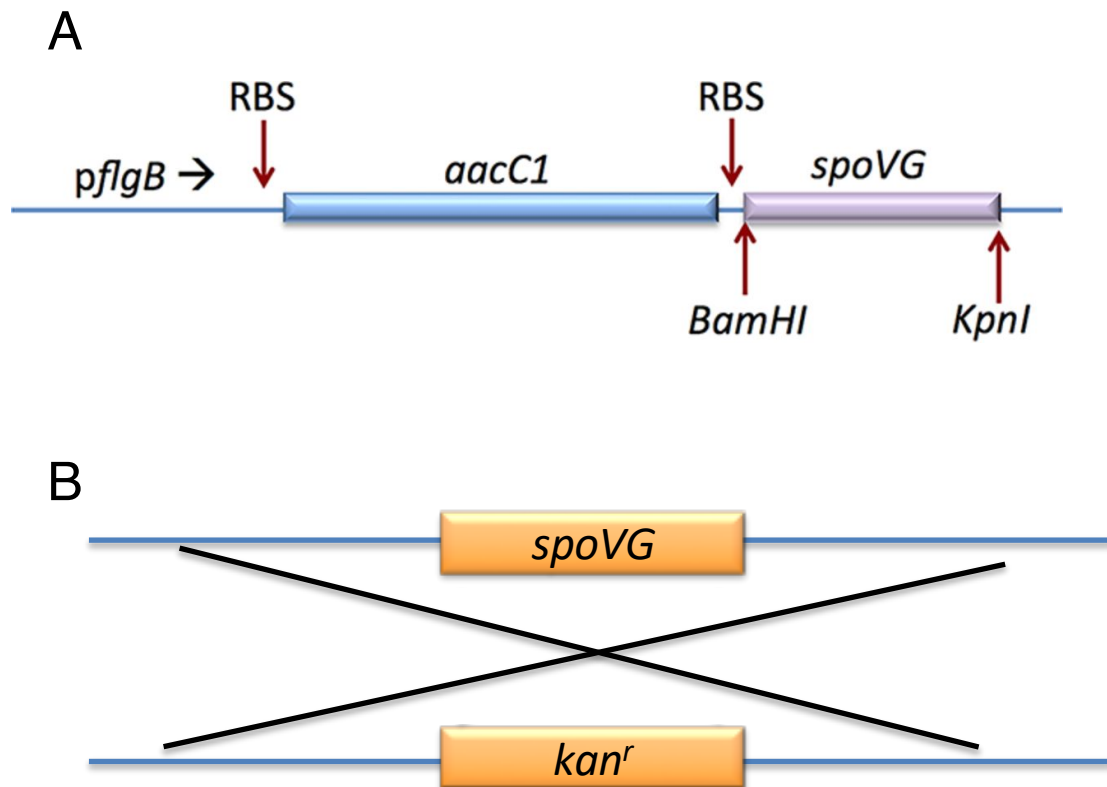 A
RBS RBS
pflgB → aacC1 spoVG
BamHI KpnI
B
spoVG
kanʳ